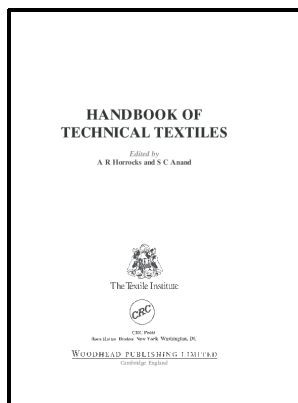 HANDBOOK OF
TECHNICAL TEXTILES
Edited by
A R Horrocks and S C Anand
The Textile Institute
CRC
CRC Press
Boca Raton Boston New York Washington, DC
WOODHEAD PUBLISHING LIMITED
Cambridge England